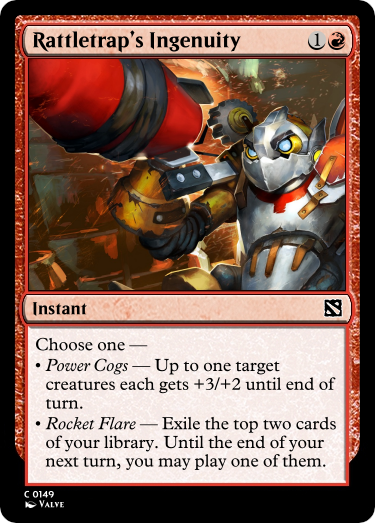 Rattletrap's Ingenuity 1
Instant
Choose one —
• Power Cogs — Up to one target
creatures each gets +3/+2 until end of
turn.
• Rocket Flare — Exile the top two cards
of your library. Until the end of your
next turn, you may play one of them.
C 0149
Valve